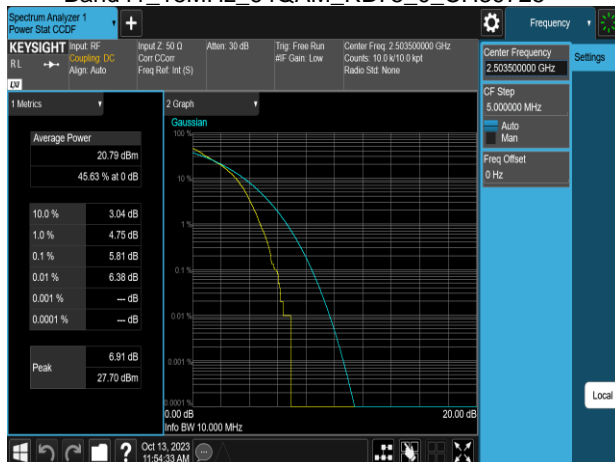 Spectrum Analyzer 1
Power Stat CCDF
Frequency
KEYSIGHT
RL
Input: RF
Coupling: DC
Align: Auto
Input Z: 50 Ω
Corr CCorr
Freq Ref: Int (S)
Atten: 30 dB
Trig: Free Run
#IF Gain: Low
Center Freq: 2.503500000 GHz
Counts: 10.0 k/10.0 kpt
Radio Std: None
LXI
1 Metrics
Average Power
20.79 dBm
45.63 % at 0 dB
10.0 % 3.04 dB
1.0 % 4.75 dB
0.1 % 5.81 dB
0.01 % 6.38 dB
0.001 % --- dB
0.0001 % --- dB
Peak
6.91 dB
27.70 dBm
2 Graph
Gaussian
100 %
10 %
1 %
0.1 %
0.01 %
0.001 %
0.0001 %
0.00 dB
20.00 dB
Info BW 10.000 MHz
Center Frequency
2.503500000 GHz
Settings
CF Step
5.000000 MHz
Auto
Man
Freq Offset
0 Hz
Local
Oct 13, 2023
11:54:33 AM